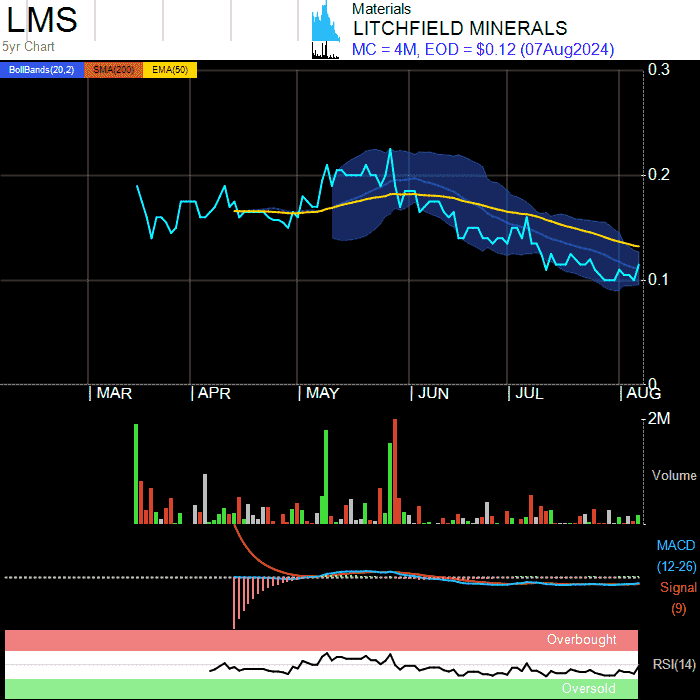 LMS
5yr Chart
Materials
LITCHFIELD MINERALS
MC = 4M, EOD = $0.12 (07Aug2024)
BollBands(20,2) SMA(200) EMA(50)
0.3
0.2
0.1
0
MAR APR MAY JUN JUL AUG
2M
Volume
MACD
(12-26)
Signal
(9)
Overbought
RSI(14)
Oversold